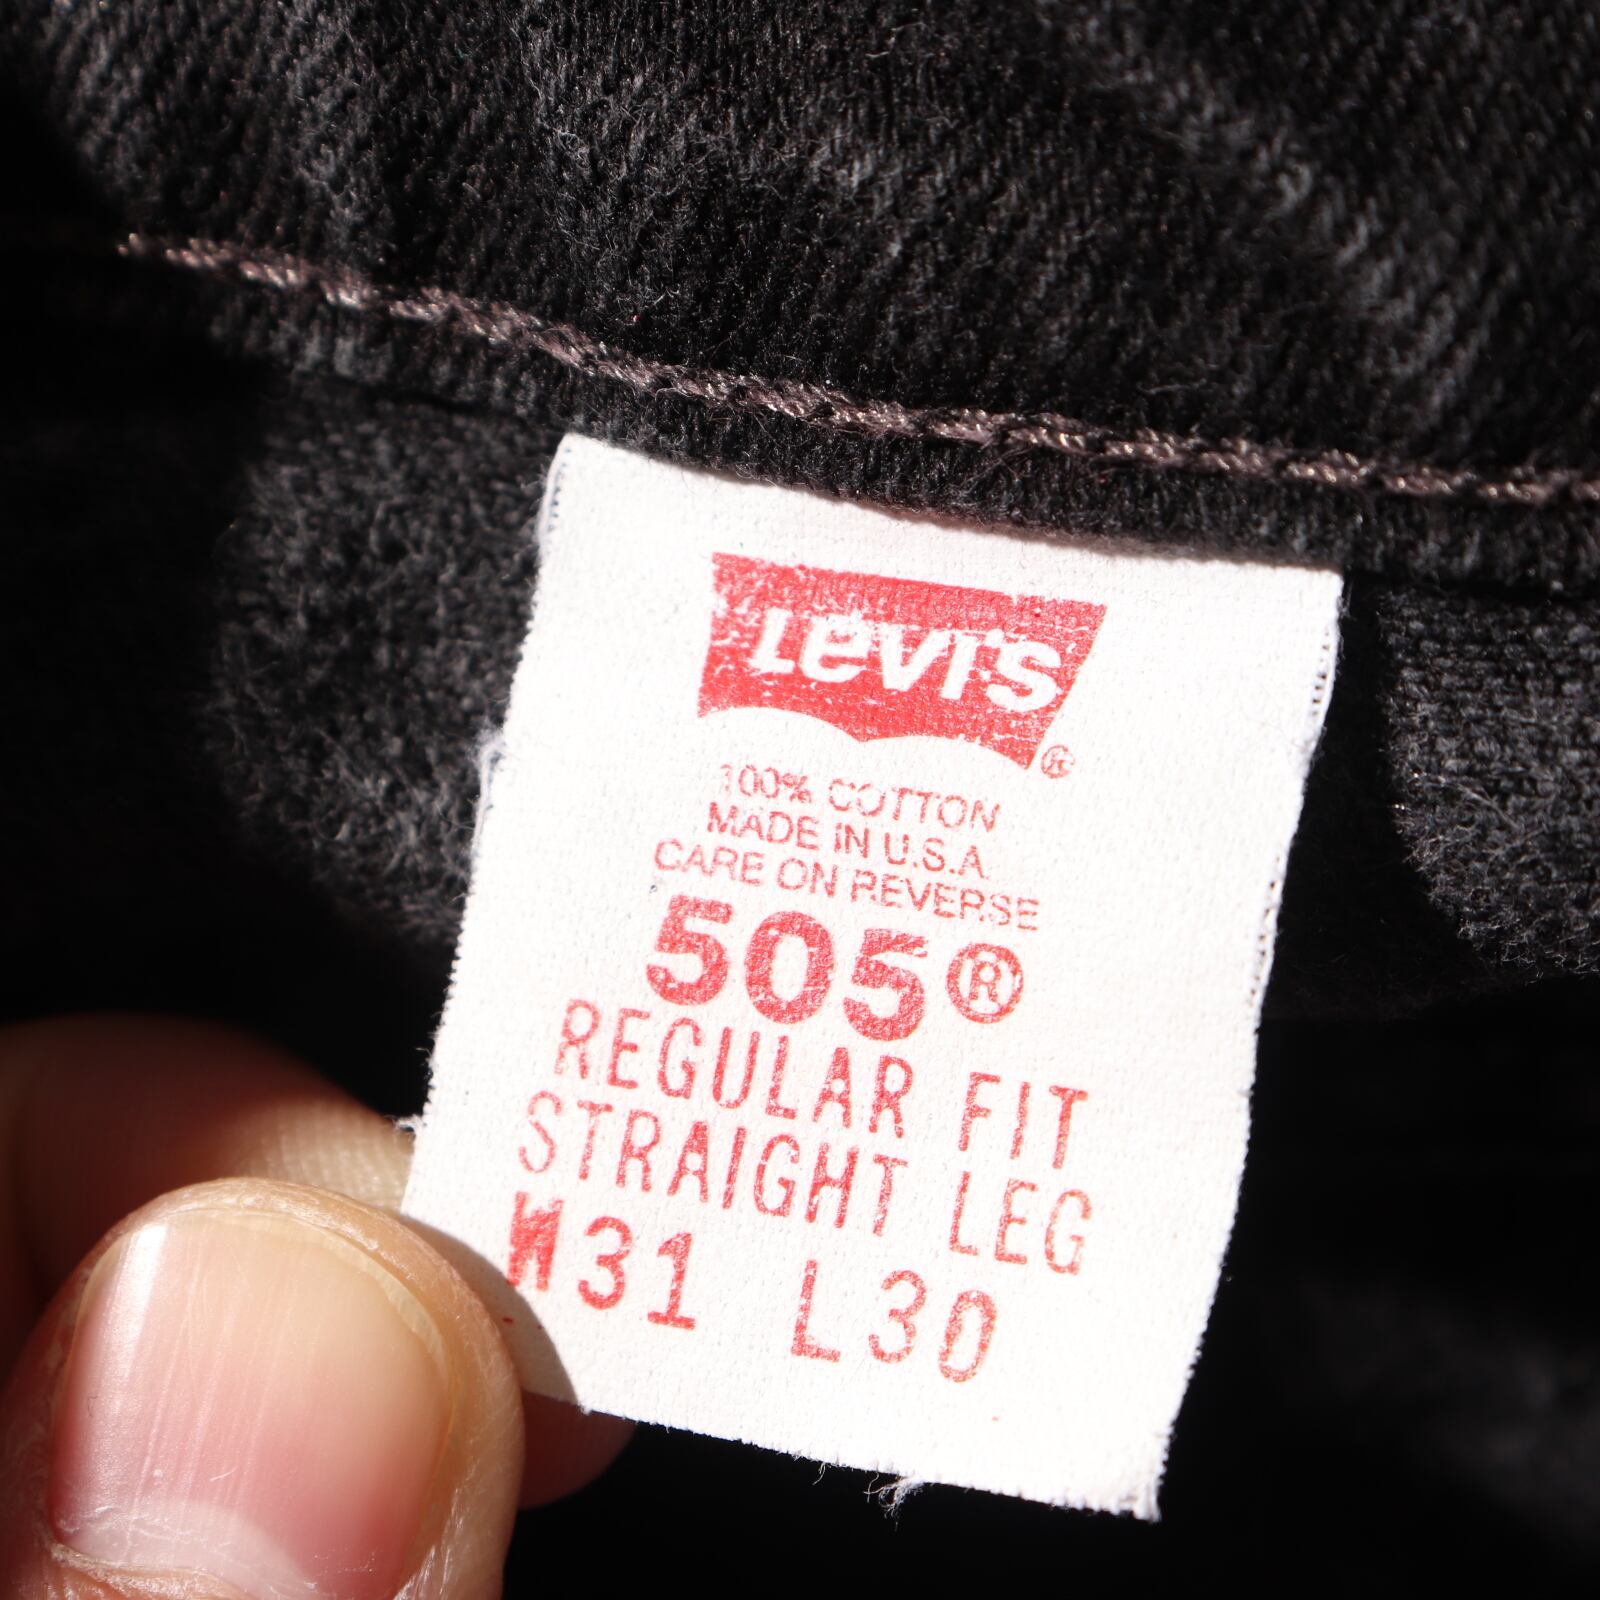 Levi's ®
100% COTTON
MADE IN U.S.A.
CARE ON REVERSE
505®
REGULAR FIT
STRAIGHT LEG
W31 L30